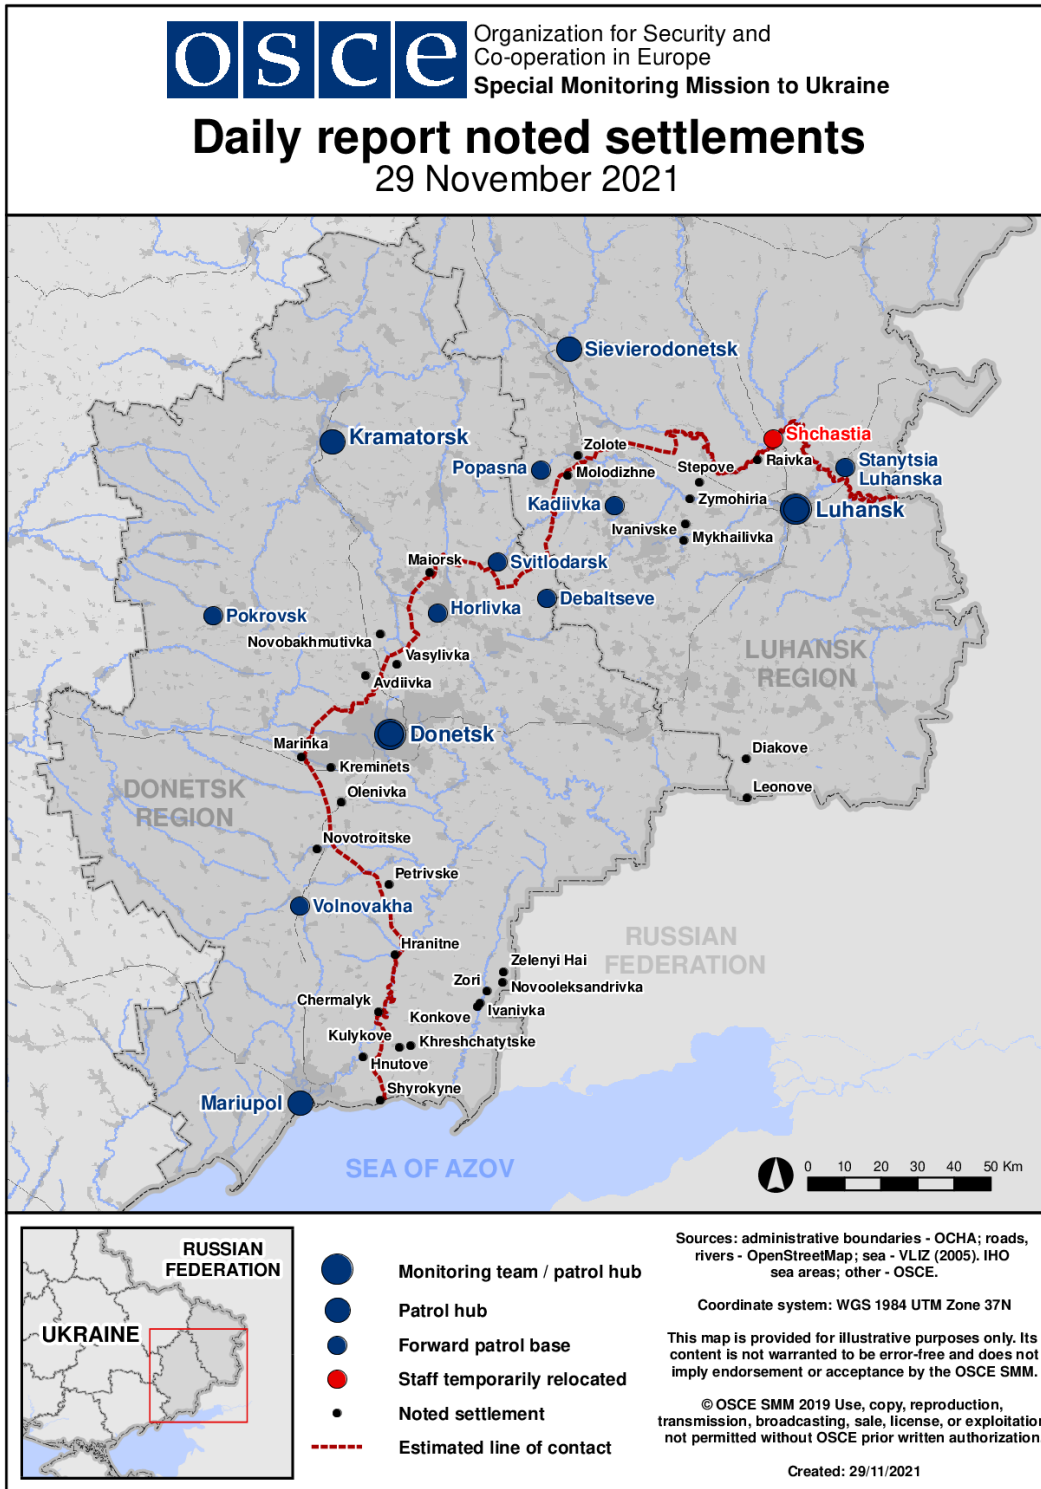 osce
Organization for Security and
Co-operation in Europe
Special Monitoring Mission to Ukraine
Daily report noted settlements
29 November 2021
Sievierodonetsk
Kramatorsk
Shchastia
Zolote
Popasna
Molodizhne
Stepove
Raivka
Stanytsia
Luhanska
Kadiivka
Zymohiria
Luhansk
Ivanivske
Mykhailivka
Maiorsk
Svitlodarsk
Debaltseve
Horlivka
Pokrovsk
Novobakhmutivka
Vasylivka
Avdiivka
LUHANSK
REGION
Donetsk
Marinka
Kreminets
Diakove
Leonove
DONETSK
REGION
Olenivka
Novotroitske
Petrivske
Volnovakha
Hranitne
RUSSIAN
FEDERATION
Zelenyi Hai
Zori
Novooleksandrivka
Chermalyk
Konkove
Ivanivka
Kulykove
Khreshchatytske
Hnutove
Shyrokyne
Mariupol
SEA OF AZOV
0 10 20 30 40 50 Km
RUSSIAN
FEDERATION
UKRAINE
Monitoring team / patrol hub
Patrol hub
Forward patrol base
Staff temporarily relocated
Noted settlement
Estimated line of contact
Sources: administrative boundaries - OCHA; roads,
rivers - OpenStreetMap; sea - VLIZ (2005). IHO
sea areas; other - OSCE.
Coordinate system: WGS 1984 UTM Zone 37N
This map is provided for illustrative purposes only. Its
content is not warranted to be error-free and does not
imply endorsement or acceptance by the OSCE SMM.
© OSCE SMM 2019 Use, copy, reproduction,
transmission, broadcasting, sale, license, or exploitation
not permitted without OSCE prior written authorization.
Created: 29/11/2021